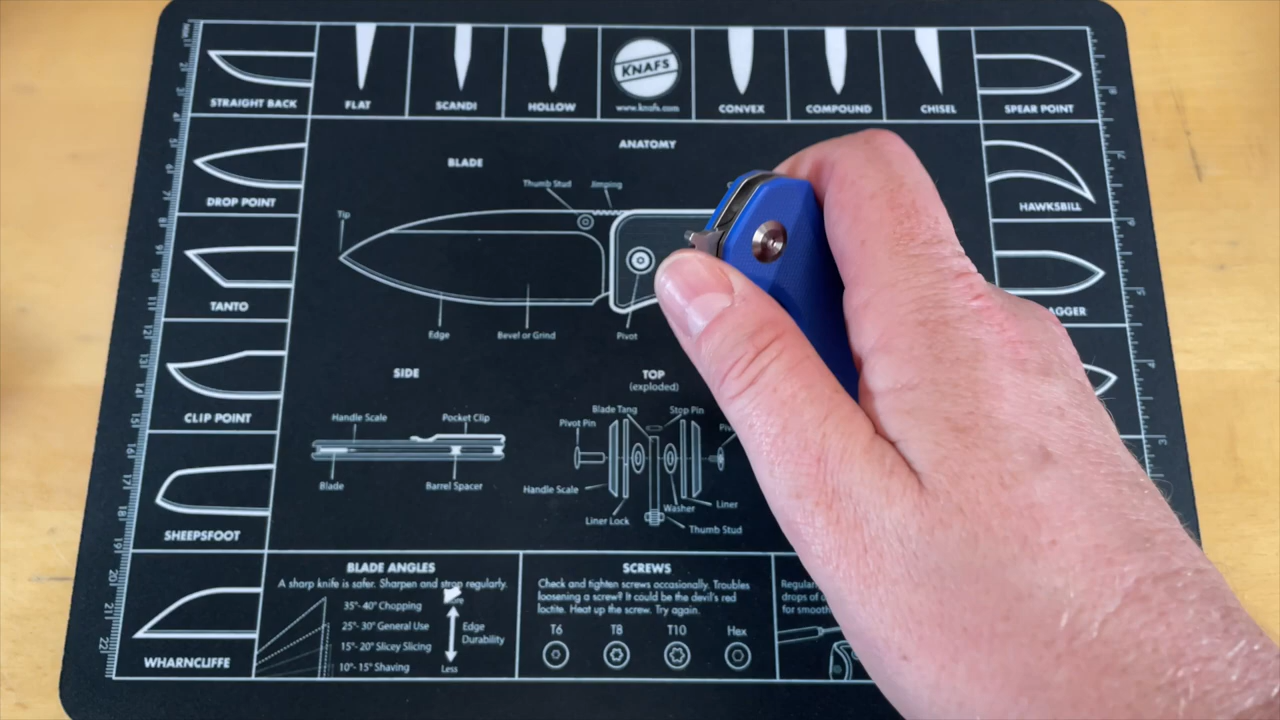 STRAIGHT BACK
FLAT
SCANDI
HOLLOW
KNAFS
www.knafs.com
CONVEX
COMPOUND
CHISEL
SPEAR POINT
DROP POINT
TANTO
CLIP POINT
SHEEPSFOOT
WHARNCLIFFE
HAWKSBILL
AGGER
ANATOMY
BLADE
Thumb Stud
Jimping
Tip
Edge
Bevel or Grind
Pivot
SIDE
Handle Scale
Pocket Clip
Blade
Barrel Spacer
TOP
(exploded)
Blade Tang
Stop Pin
Pivot Pin
Piv
Handle Scale
Liner
Washer
Liner Lock
Thumb Stud
BLADE ANGLES
A sharp knife is safer. Sharpen and strop regularly.
35°- 40° Chopping
25°- 30° General Use
15°- 20° Slicey Slicing
10°- 15° Shaving
Edge
Durability
Less
SCREWS
Check and tighten screws occasionally. Troubles
loosening a screw? It could be the devil's red
loctite. Heat up the screw. Try again.
T6
T8
T10
Hex
Regular
drops of
for smooth